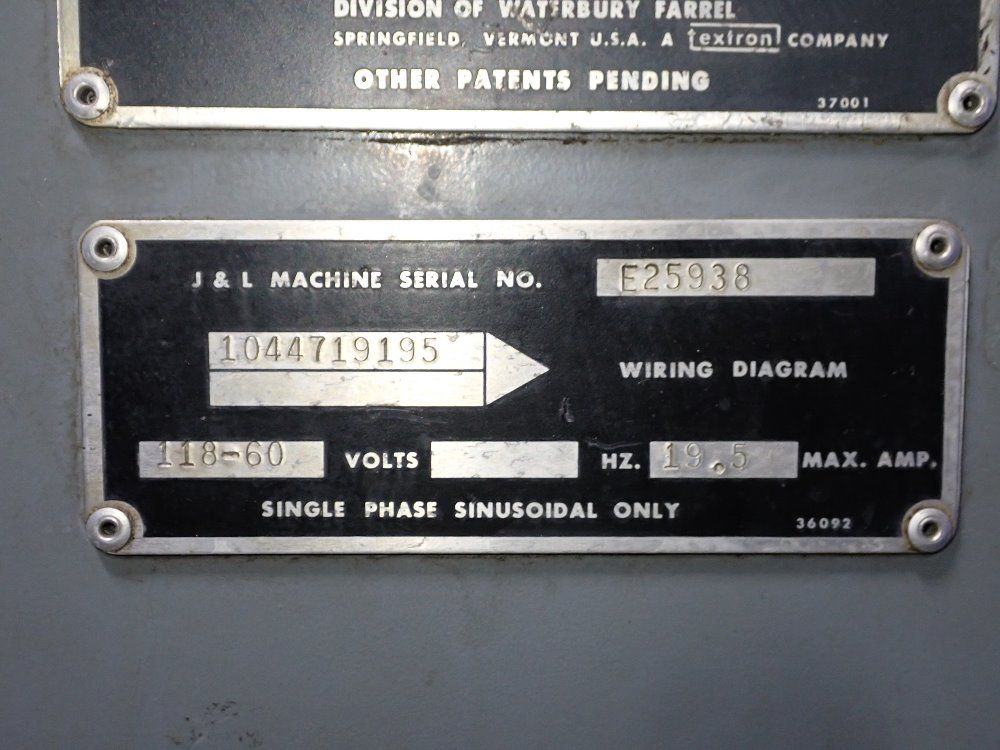 DIVISION OF WATERBURY FARREL
SPRINGFIELD, VERMONT U.S.A. A textron COMPANY
OTHER PATENTS PENDING
37001
J & L MACHINE SERIAL NO. E25938
1044719195
WIRING DIAGRAM
118-60 VOLTS HZ. 19.5 MAX. AMP.
SINGLE PHASE SINUSOIDAL ONLY
36092